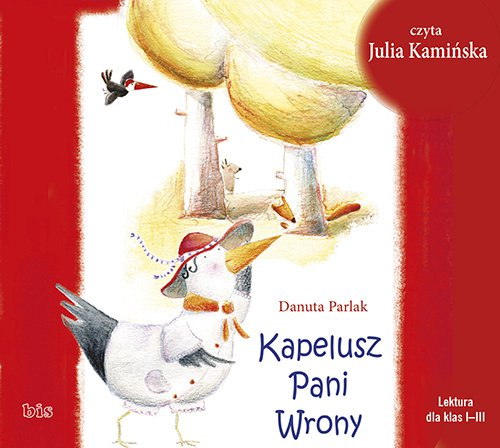 czyta
Julia Kamińska
Danuta Parlak
Kapelusz
Pani
Wrony
Lektura
dla klas I–III
bis